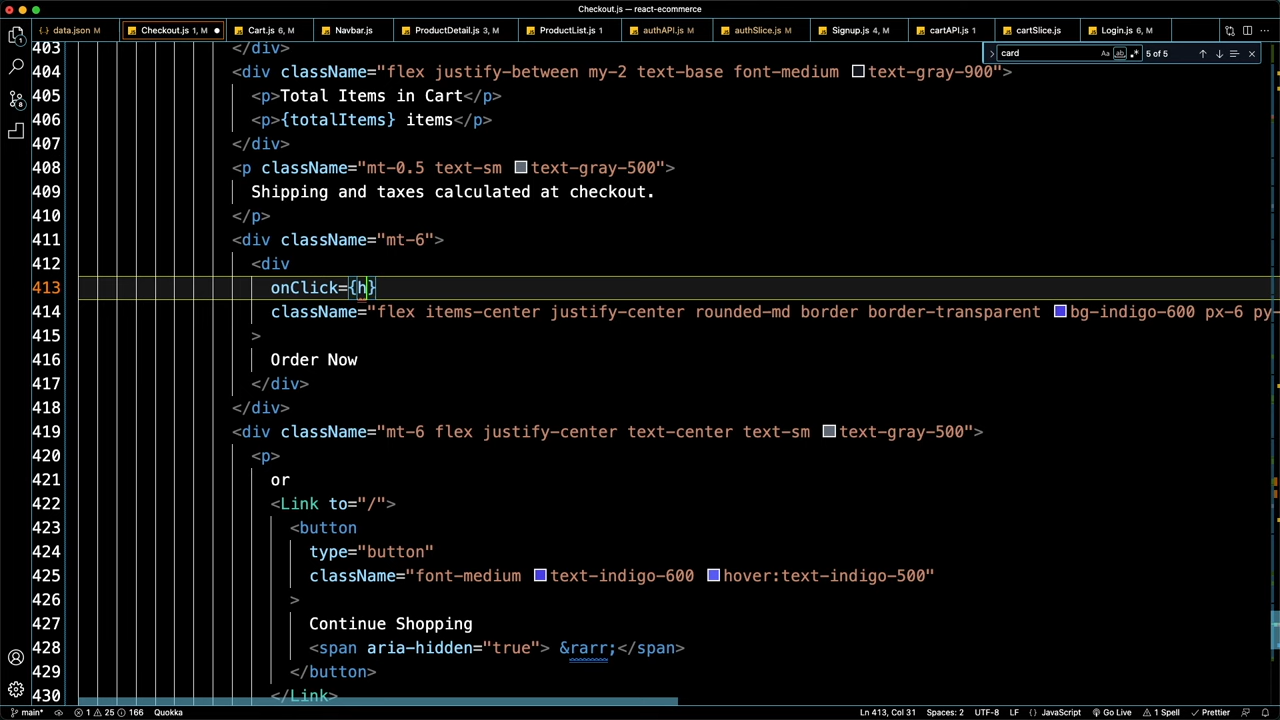 Checkout.js — react-ecommerce
data.json M
Checkout.js 1, M
Cart.js 6, M
Navbar.js
ProductDetail.js 3, M
ProductList.js 1
authAPI.js M
authSlice.js M
Signup.js 4, M
cartAPI.js 1
cartSlice.js
Login.js 6, M
card
Aa
ab
5 of 5
403 </div>
404 <div className="flex justify-between my-2 text-base font-medium text-gray-900">
405 <p>Total Items in Cart</p>
406 <p>{totalItems} items</p>
407 </div>
408 <p className="mt-0.5 text-sm text-gray-500">
409 Shipping and taxes calculated at checkout.
410 </p>
411 <div className="mt-6">
412 <div
413 onClick={h}
414 className="flex items-center justify-center rounded-md border border-transparent bg-indigo-600 px-6 py-
415 >
416 Order Now
417 </div>
418 </div>
419 <div className="mt-6 flex justify-center text-center text-sm text-gray-500">
420 <p>
421 or
422 <Link to="/">
423 <button
424 type="button"
425 className="font-medium text-indigo-600 hover:text-indigo-500"
426 >
427 Continue Shopping
428 <span aria-hidden="true"> &rarr;</span>
429 </button>
430 </Link>
main* 1 25 166 Quokka Ln 413, Col 31 Spaces: 2 UTF-8 LF {} JavaScript Go Live 1 Spell Prettier